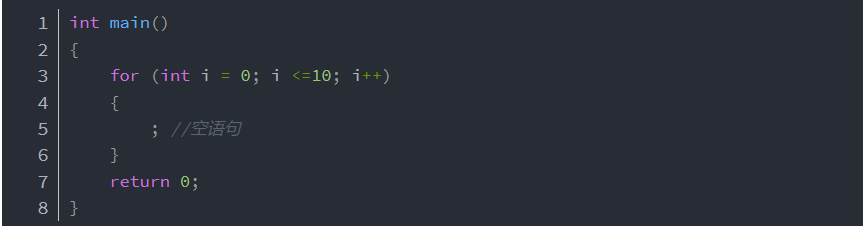 1 int main()
2 {
3     for (int i = 0; i <=10; i++)
4     {
5         ; //空语句
6     }
7     return 0;
8 }